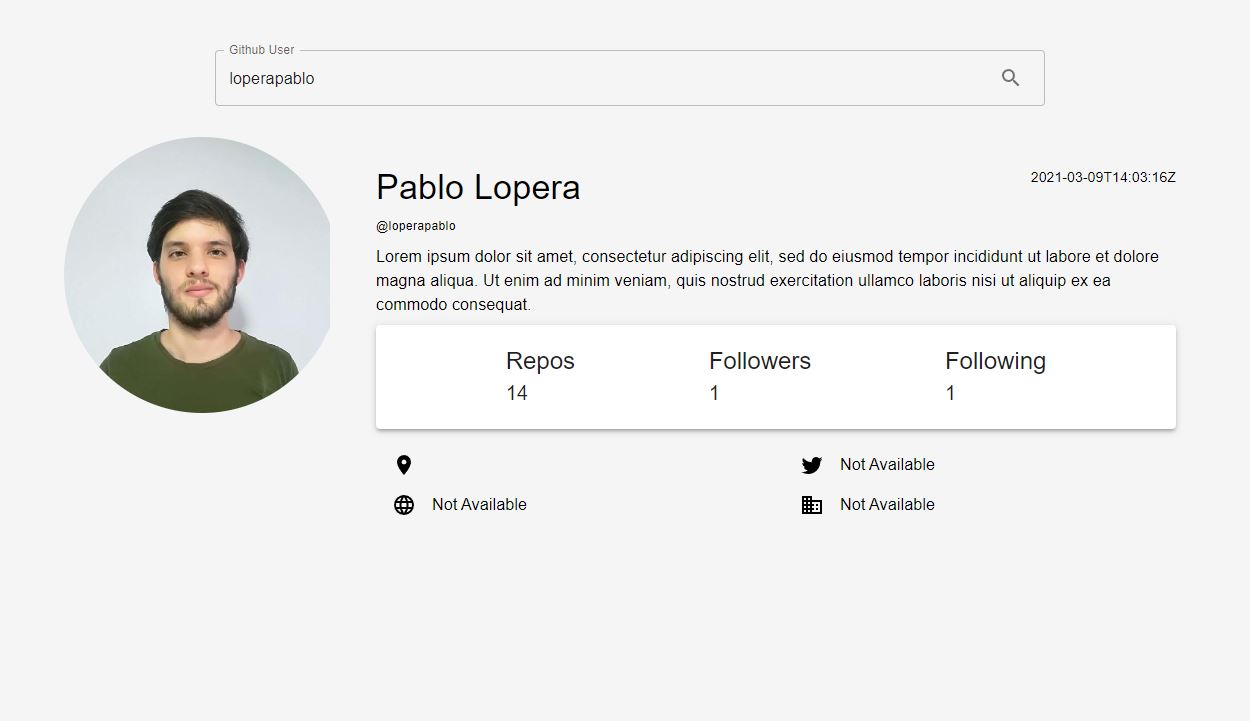 Github User
loperapablo
Pablo Lopera
2021-03-09T14:03:16Z
@loperapablo
Lorem ipsum dolor sit amet, consectetur adipiscing elit, sed do eiusmod tempor incididunt ut labore et dolore
magna aliqua. Ut enim ad minim veniam, quis nostrud exercitation ullamco laboris nisi ut aliquip ex ea
commodo consequat.
Repos Followers Following
14 1 1
Not Available
Not Available Not Available